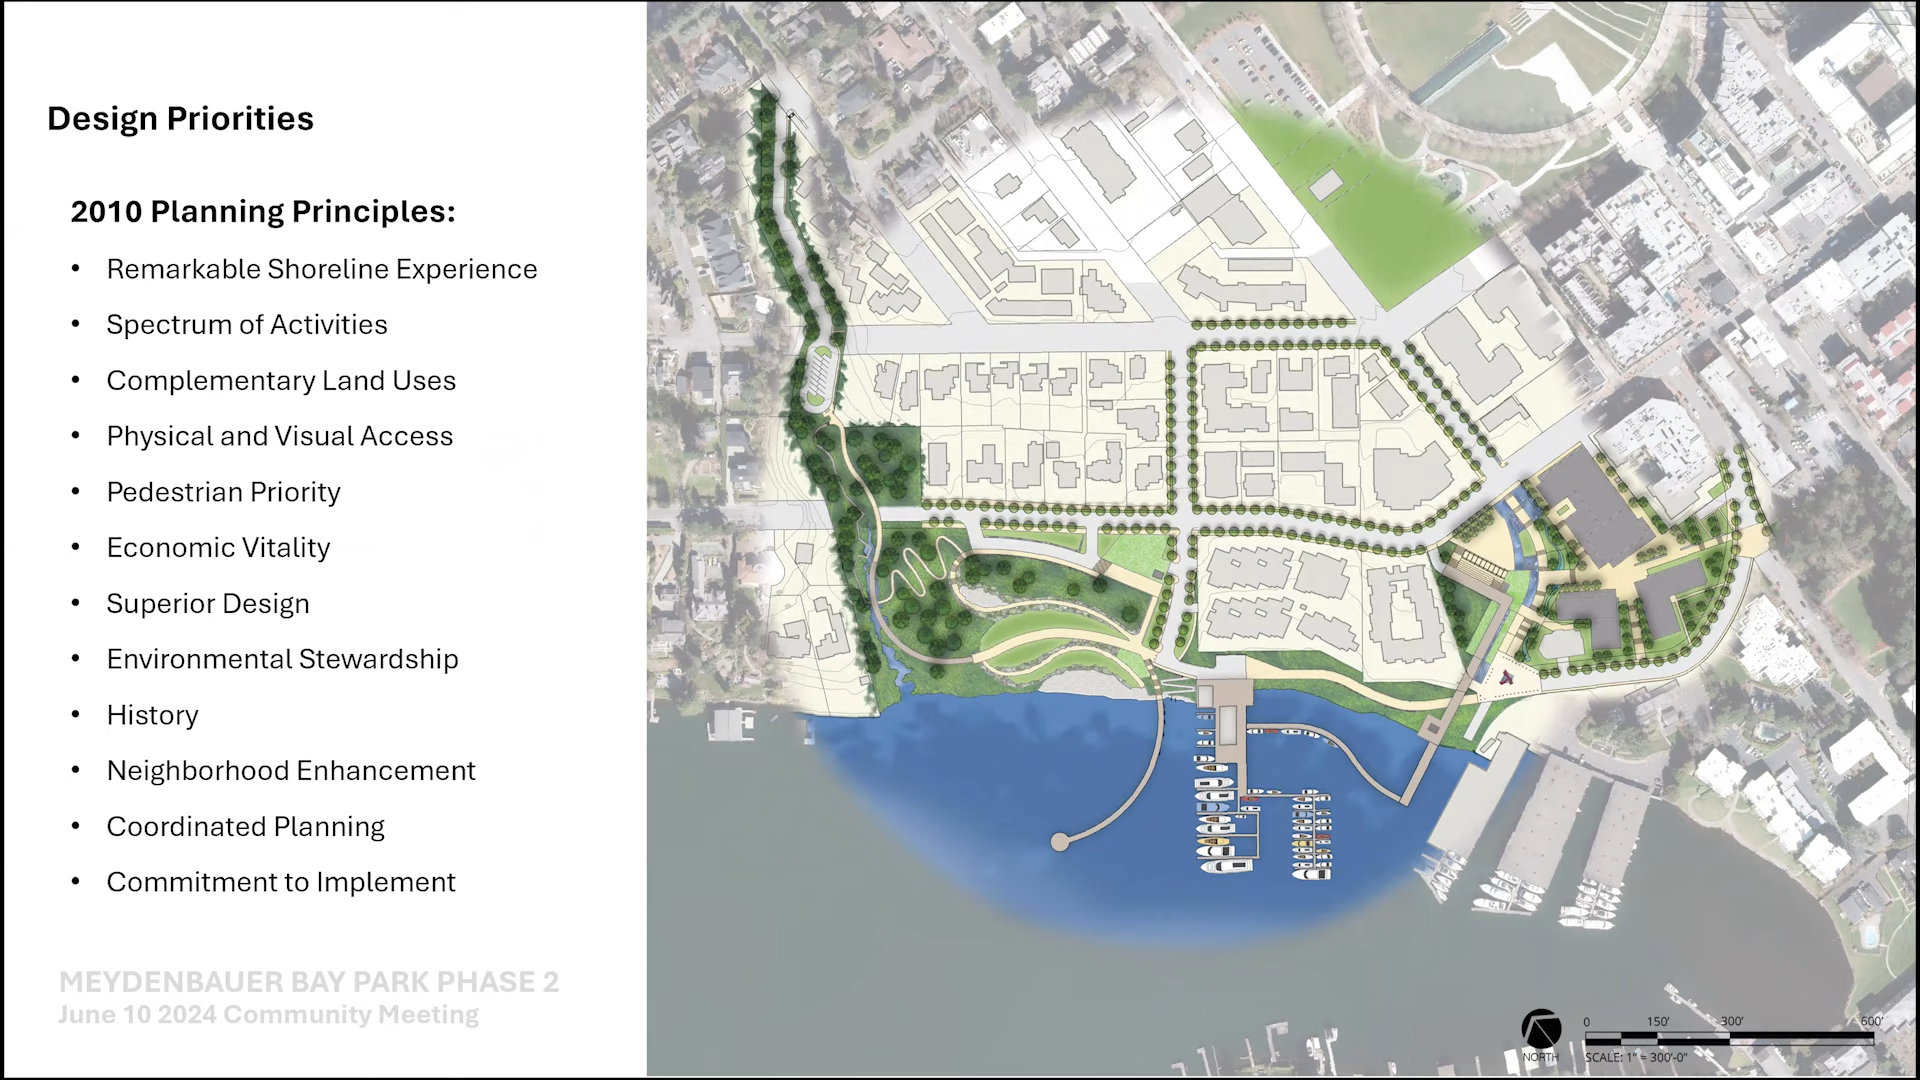 Design Priorities
2010 Planning Principles:
• Remarkable Shoreline Experience
• Spectrum of Activities
• Complementary Land Uses
• Physical and Visual Access
• Pedestrian Priority
• Economic Vitality
• Superior Design
• Environmental Stewardship
• History
• Neighborhood Enhancement
• Coordinated Planning
• Commitment to Implement
MEYDENBAUER BAY PARK PHASE 2
June 10 2024 Community Meeting
NORTH
0 150' 300' 600'
SCALE: 1" = 300'-0"